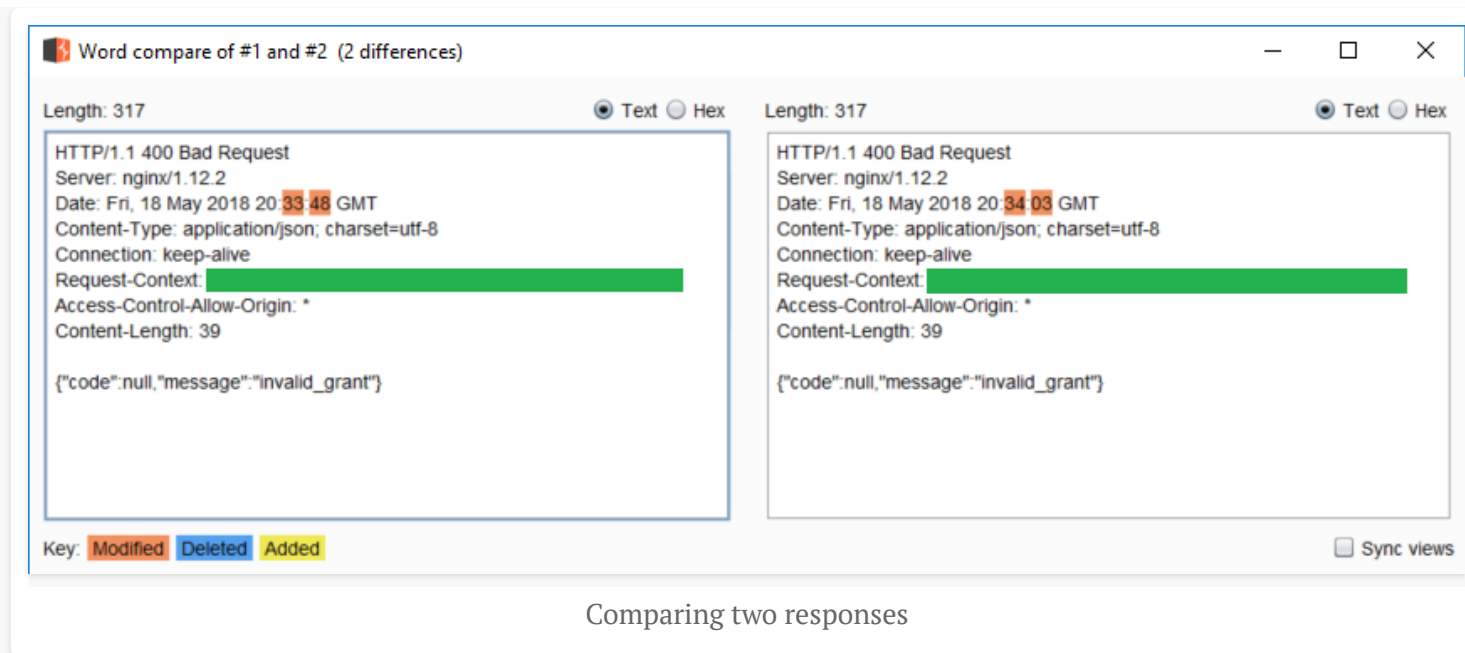 Word compare of #1 and #2 (2 differences)
Length: 317
Text
Hex
HTTP/1.1 400 Bad Request
Server: nginx/1.12.2
Date: Fri, 18 May 2018 20:33:48 GMT
Content-Type: application/json; charset=utf-8
Connection: keep-alive
Request-Context:
Access-Control-Allow-Origin: *
Content-Length: 39
{"code":null,"message":"invalid_grant"}
Length: 317
Text
Hex
HTTP/1.1 400 Bad Request
Server: nginx/1.12.2
Date: Fri, 18 May 2018 20:34:03 GMT
Content-Type: application/json; charset=utf-8
Connection: keep-alive
Request-Context:
Access-Control-Allow-Origin: *
Content-Length: 39
{"code":null,"message":"invalid_grant"}
Key: Modified Deleted Added
Sync views
Comparing two responses